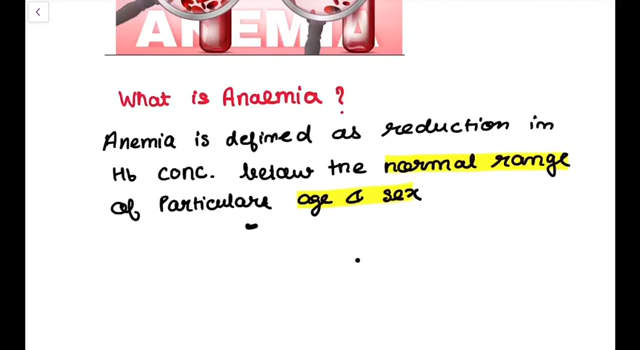 ANEMIA
What is Anaemia ?
Anemia is defined as reduction in
Hb conc. below the normal range
of Particulare age & sex